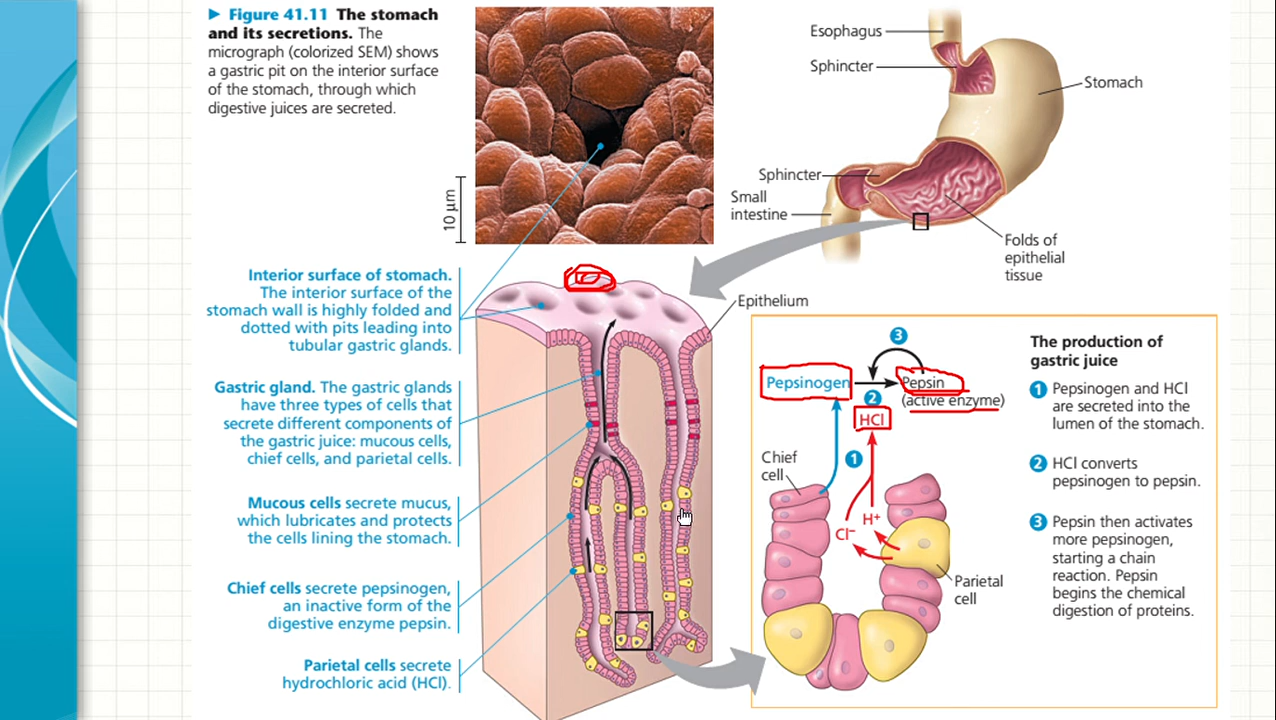 ► Figure 41.11 The stomach
and its secretions. The
micrograph (colorized SEM) shows
a gastric pit on the interior surface
of the stomach, through which
digestive juices are secreted.
10 μm
Esophagus
Sphincter
Stomach
Sphincter
Small
intestine
Folds of
epithelial
tissue
Interior surface of stomach.
The interior surface of the
stomach wall is highly folded and
dotted with pits leading into
tubular gastric glands.
Gastric gland. The gastric glands
have three types of cells that
secrete different components of
the gastric juice: mucous cells,
chief cells, and parietal cells.
Mucous cells secrete mucus,
which lubricates and protects
the cells lining the stomach.
Chief cells secrete pepsinogen,
an inactive form of the
digestive enzyme pepsin.
Parietal cells secrete
hydrochloric acid (HCl).
Epithelium
3
Pepsinogen
Pepsin
(active enzyme)
2
HCl
1
Chief
cell
H⁺
Cl⁻
Parietal
cell
The production of
gastric juice
1 Pepsinogen and HCl
are secreted into the
lumen of the stomach.
2 HCl converts
pepsinogen to pepsin.
3 Pepsin then activates
more pepsinogen,
starting a chain
reaction. Pepsin
begins the chemical
digestion of proteins.